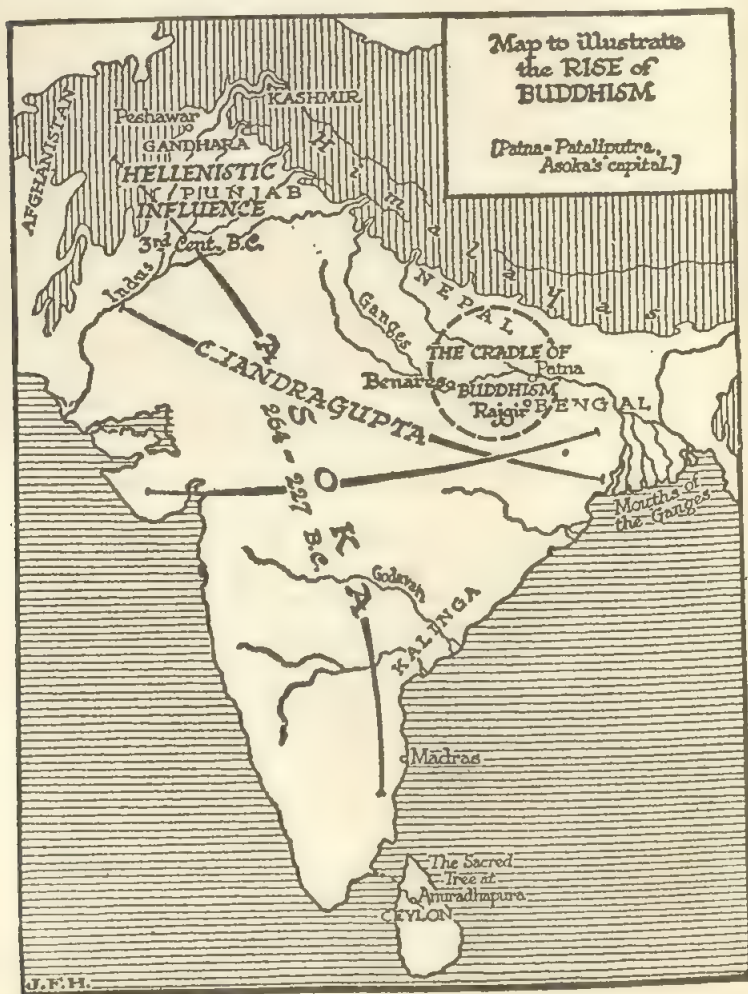 Map to illustrate
the RISE of
BUDDHISM
[Patna=Pataliputra,
Asoka's capital.]
AFGHANISTAN
KASHMIR
Peshawar
GANDHARA
HELLENISTIC
PUNJAB
INFLUENCE
3rd Cent. B.C.
Indus
Himalayas
NEPAL
Ganges
THE CRADLE OF
Patna
Benares
BUDDHISM
Rajgir
BENGAL
CHANDRAGUPTA
ASOKA
264-227 B.C.
Mouths of
the Ganges
Godavari
KALINGA
Madras
The Sacred
Tree at
Anuradhapura
CEYLON
J.F.H.